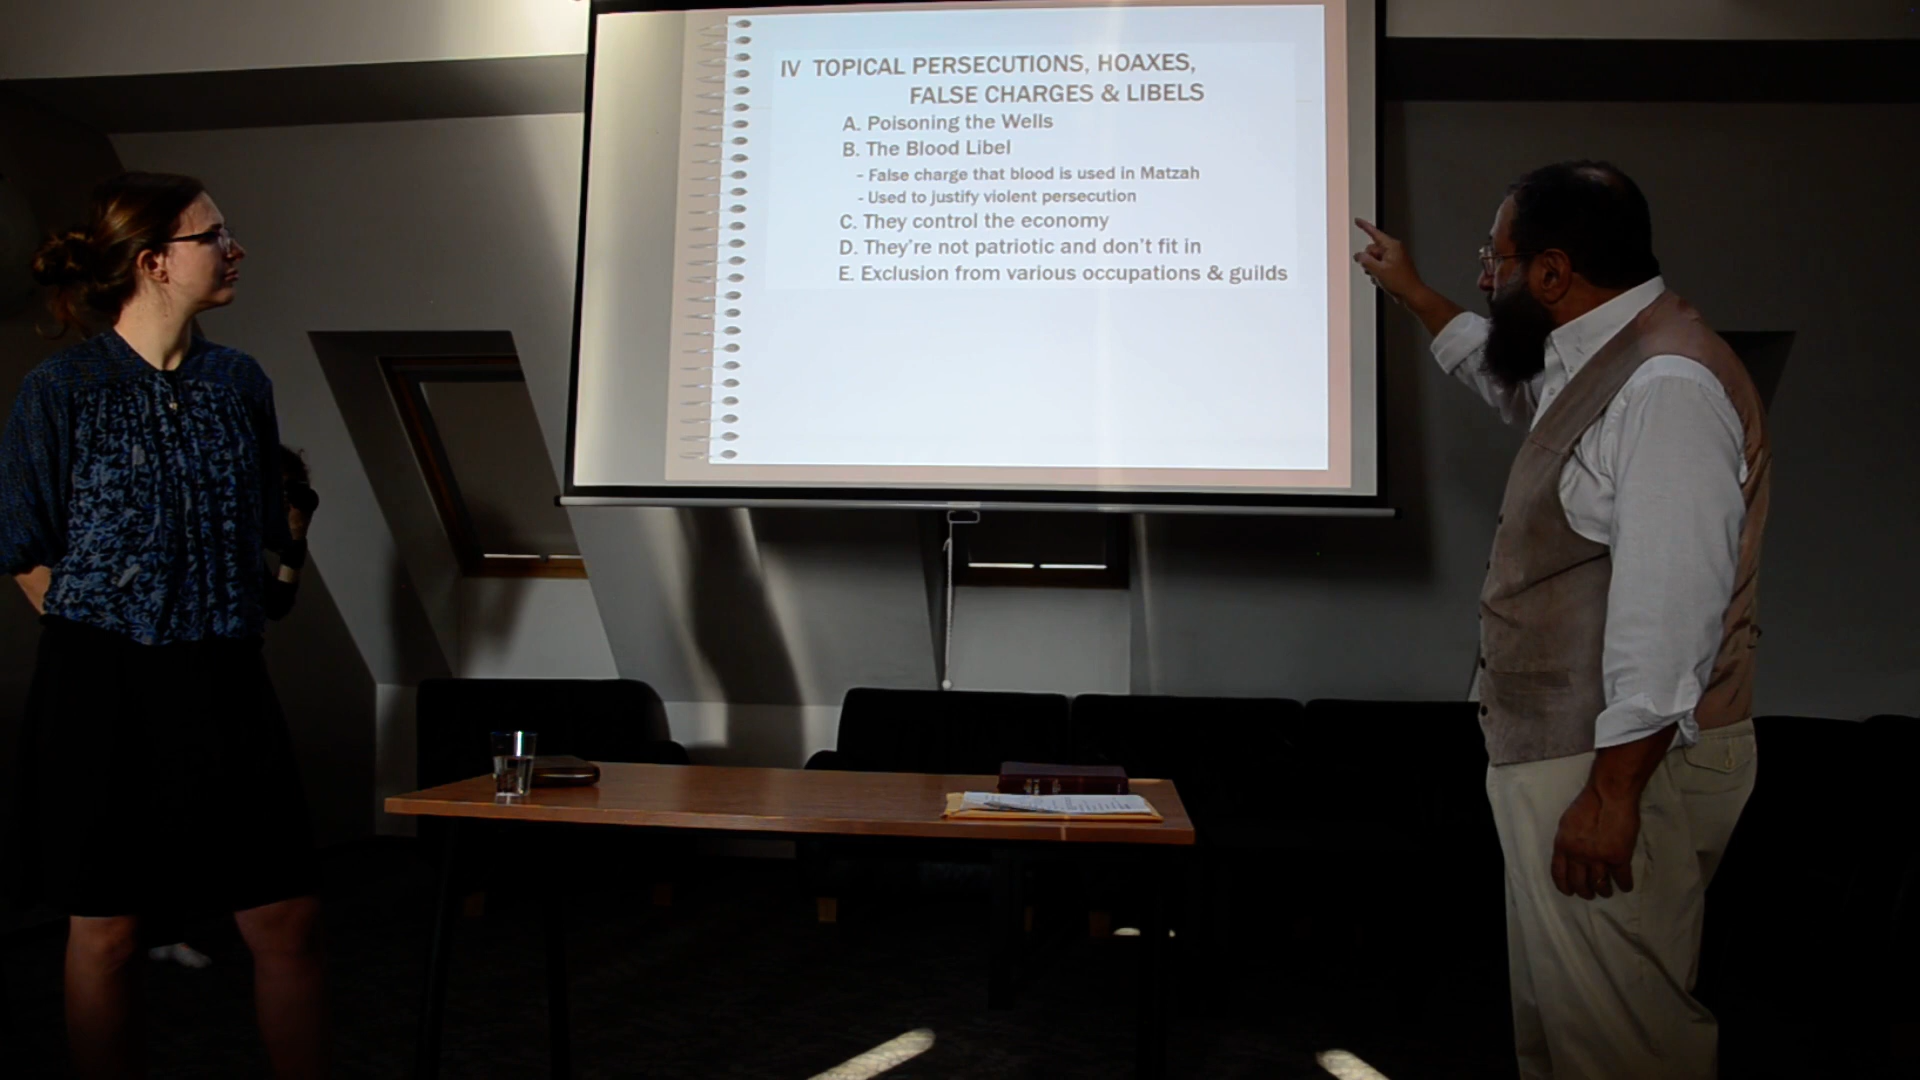 IV TOPICAL PERSECUTIONS, HOAXES,
FALSE CHARGES & LIBELS
A. Poisoning the Wells
B. The Blood Libel
- False charge that blood is used in Matzah
- Used to justify violent persecution
C. They control the economy
D. They're not patriotic and don't fit in
E. Exclusion from various occupations & guilds